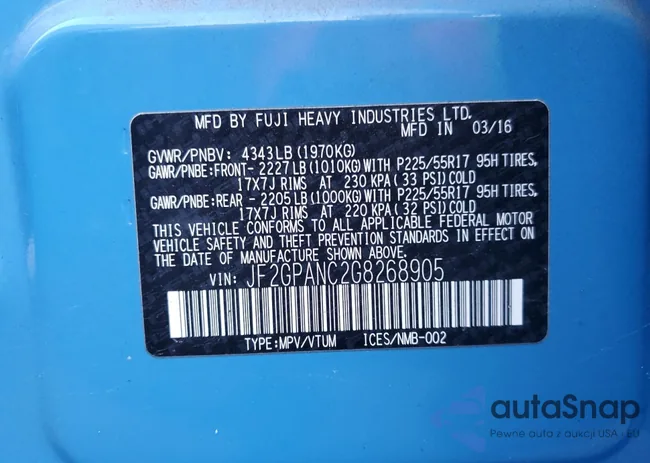 MFD BY FUJI HEAVY INDUSTRIES LTD.
MFD IN 03/16
GVWR/PNBV: 4343LB (1970KG)
GAWR/PNBE:FRONT- 2227LB (1010KG) WITH P225/55R17 95H TIRES,
17X7J RIMS AT 230 KPA (33 PSI) COLD
GAWR/PNBE:REAR - 2205LB (1000KG) WITH P225/55R17 95H TIRES,
17X7J RIMS AT 220 KPA (32 PSI) COLD
THIS VEHICLE CONFORMS TO ALL APPLICABLE FEDERAL MOTOR
VEHICLE SAFETY AND THEFT PREVENTION STANDARDS IN EFFECT ON
THE DATE OF MANUFACTURE SHOWN ABOVE.
VIN: JF2GPANC2G8268905
TYPE:MPV/VTUM ICES/NMB-002
autaSnap
Pewne auta z aukcji USA - EU